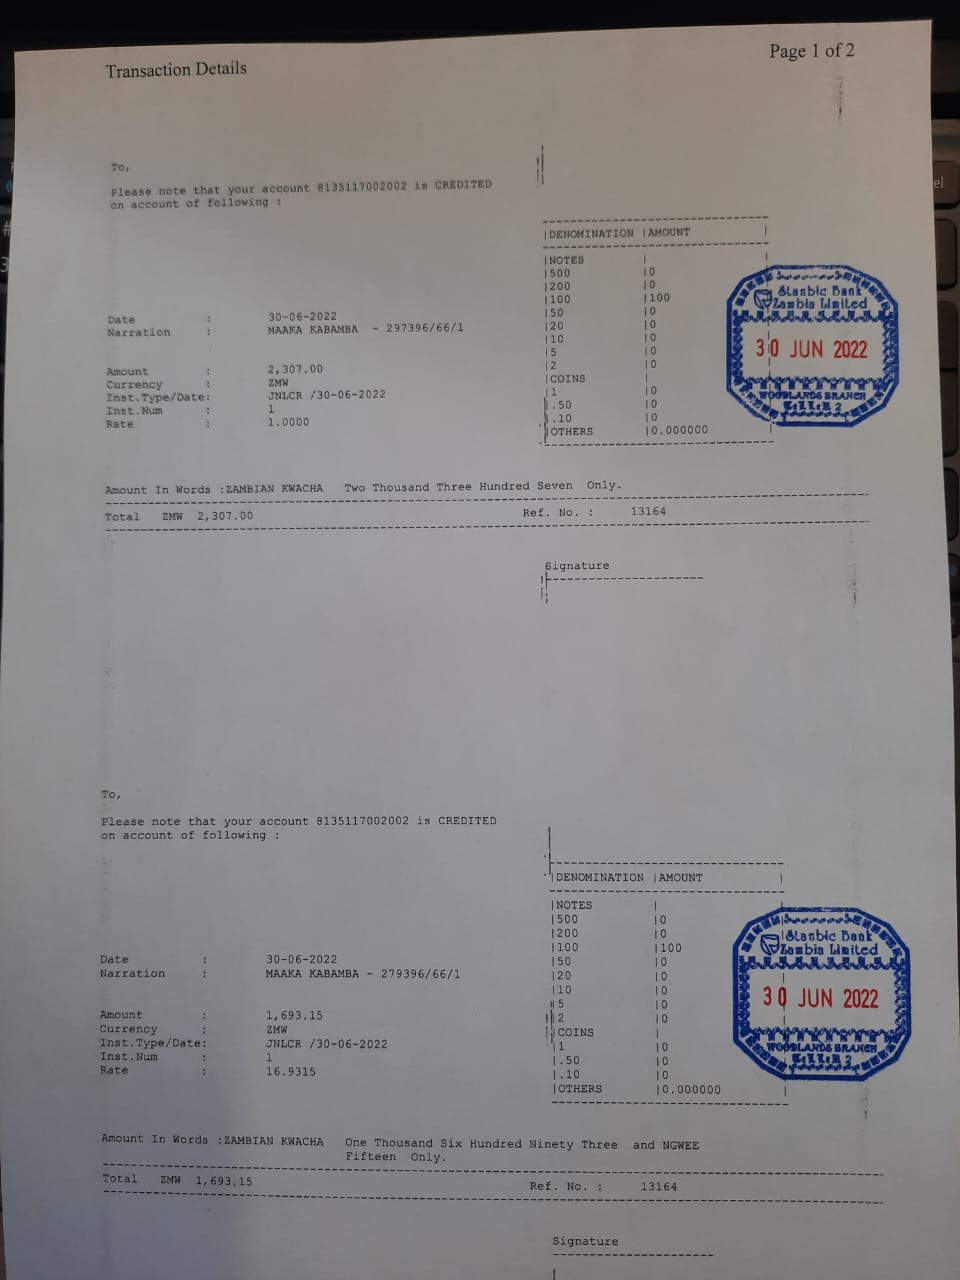 Transaction Details
Page 1 of 2
To,
Please note that your account 8135117002002 is CREDITED
on account of following :
|DENOMINATION |AMOUNT |
|NOTES |
|500 |0
|200 |0
|100 |100
|50 |0
|20 |0
|10 |0
|5 |0
|2 |0
|COINS |
|1 |0
|.50 |0
|.10 |0
|OTHERS |0.000000
Stanbic Bank
Zambia Limited
30 JUN 2022
WOODLANDS BRANCH
TELLER 2
Date : 30-06-2022
Narration : MAAKA KABAMBA - 297396/66/1
Amount : 2,307.00
Currency : ZMW
Inst.Type/Date: JNLCR /30-06-2022
Inst.Num : 1
Rate : 1.0000
Amount In Words :ZAMBIAN KWACHA Two Thousand Three Hundred Seven Only.
Total ZMW 2,307.00 Ref. No. : 13164
Signature
To,
Please note that your account 8135117002002 is CREDITED
on account of following :
|DENOMINATION |AMOUNT |
|NOTES |
|500 |0
|200 |0
|100 |100
|50 |0
|20 |0
|10 |0
|5 |0
|2 |0
|COINS |
|1 |0
|.50 |0
|.10 |0
|OTHERS |0.000000
Stanbic Bank
Zambia Limited
30 JUN 2022
WOODLANDS BRANCH
TELLER 2
Date : 30-06-2022
Narration : MAAKA KABAMBA - 279396/66/1
Amount : 1,693.15
Currency : ZMW
Inst.Type/Date: JNLCR /30-06-2022
Inst.Num : 1
Rate : 16.9315
Amount In Words :ZAMBIAN KWACHA One Thousand Six Hundred Ninety Three and NGWEE
Fifteen Only.
Total ZMW 1,693.15 Ref. No. : 13164
Signature